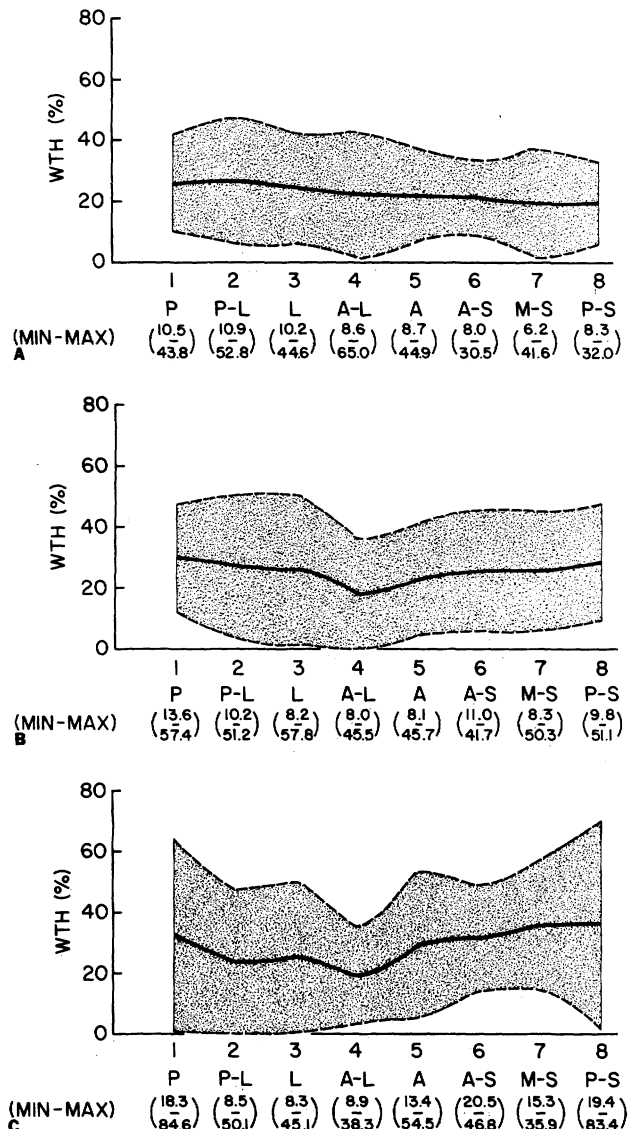 80
60
40
20
0
WTH (%)
1 2 3 4 5 6 7 8
P P-L L A-L A A-S M-S P-S
(MIN-MAX) (10.5-43.8) (10.9-52.8) (10.2-44.6) (8.6-65.0) (8.7-44.9) (8.0-30.5) (6.2-41.6) (8.3-32.0)
A
80
60
40
20
0
WTH (%)
1 2 3 4 5 6 7 8
P P-L L A-L A A-S M-S P-S
(MIN-MAX) (13.6-57.4) (10.2-51.2) (8.2-57.8) (8.0-45.5) (8.1-45.7) (11.0-41.7) (8.3-50.3) (9.8-51.1)
B
80
60
40
20
0
WTH (%)
1 2 3 4 5 6 7 8
P P-L L A-L A A-S M-S P-S
(MIN-MAX) (18.3-84.6) (8.5-50.1) (8.3-45.1) (8.9-38.3) (13.4-54.5) (20.5-46.8) (15.3-35.9) (19.4-83.4)
C